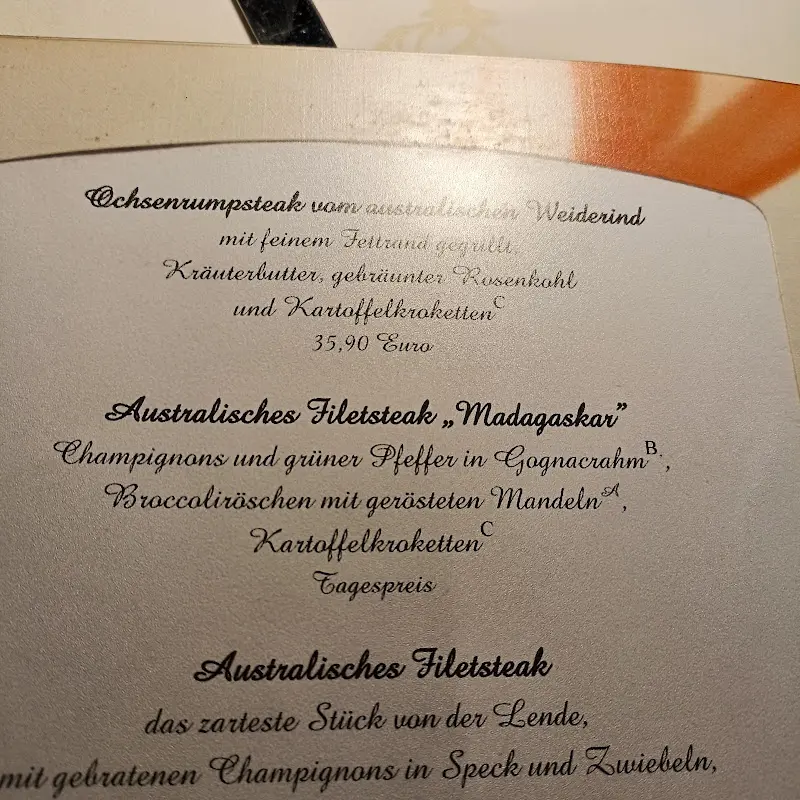 Ochsenrumpsteak vom australischen Weiderind
mit feinem Fettrand gegrillt,
Kräuterbutter, gebräunter Rosenkohl
und Kartoffelkroketten C
35,90 Euro
Australisches Filetsteak „Madagaskar”
Champignons und grüner Pfeffer in Gognacrahm B.,
Broccoliröschen mit gerösteten Mandeln A,
Kartoffelkroketten C
Tagespreis
Australisches Filetsteak
das zarteste Stück von der Lende,
mit gebratenen Champignons in Speck und Zwiebeln,